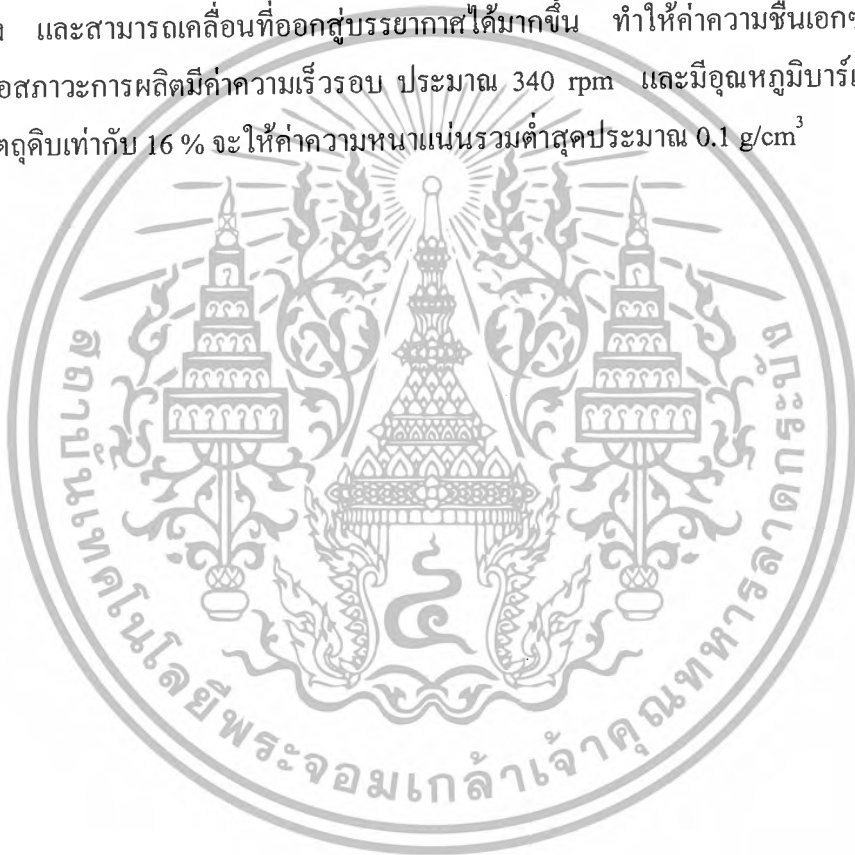 และสามารถเคลื่อนที่ออกสู่บรรยากาศได้มากขึ้น ทำให้ค่าความชื้นเอกซ
อสภาวะการผลิตมีค่าความเร็วรอบ ประมาณ 340 rpm และมีอุณหภูมิบาร์เ
ตถุดิบเท่ากับ 16 % จะให้ค่าความหนาแน่นรวมต่ำสุดประมาณ 0.1 g/cm³
สถาบันเทคโนโลยีพระจอมเกล้าเจ้าคุณทหารลาดกระบัง